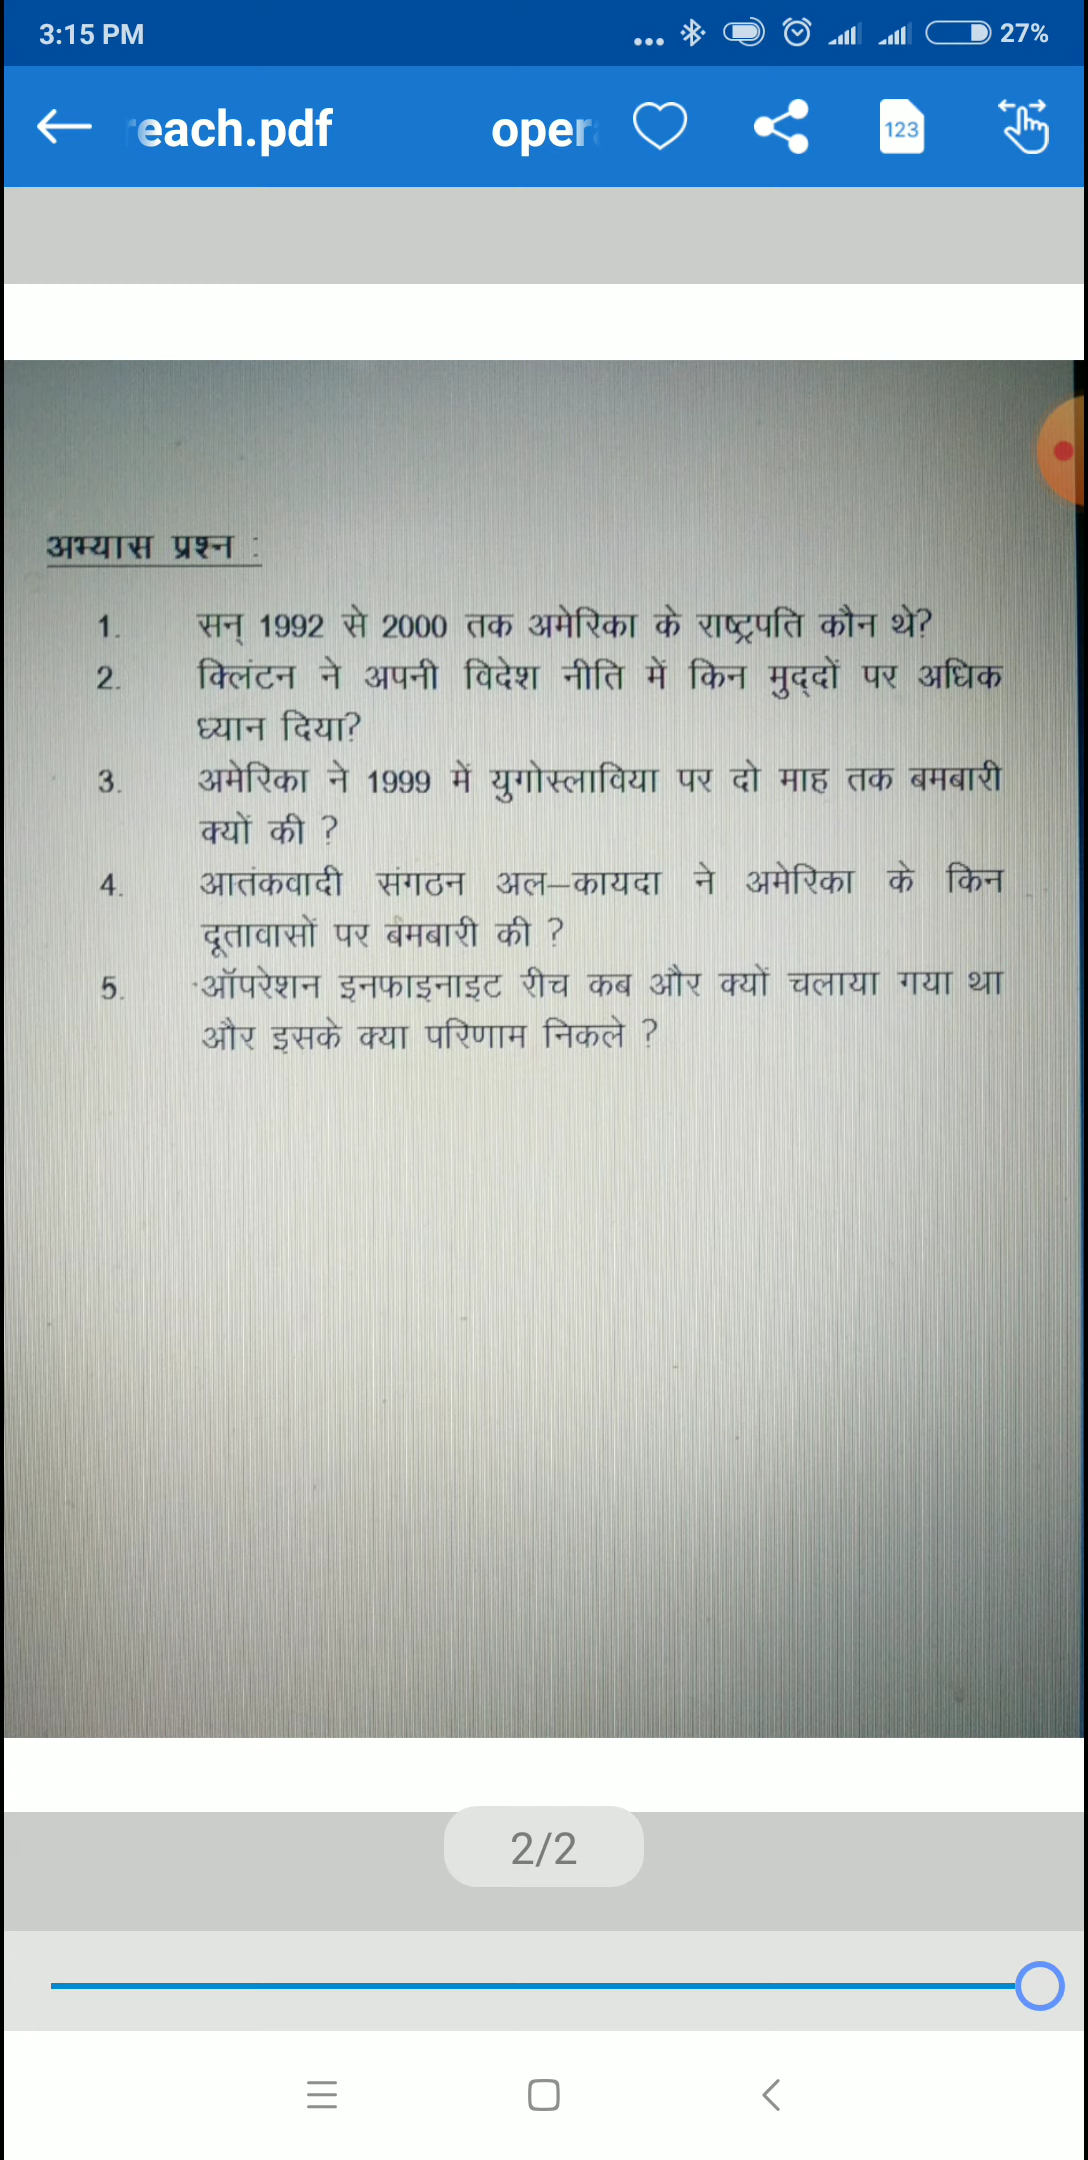 3:15 PM ... 27%
reach.pdf oper
123
अभ्यास प्रश्न :
1. सन् 1992 से 2000 तक अमेरिका के राष्ट्रपति कौन थे?
2. क्लिंटन ने अपनी विदेश नीति में किन मुद्दों पर अधिक
ध्यान दिया?
3. अमेरिका ने 1999 में युगोस्लाविया पर दो माह तक बमबारी
क्यों की ?
4. आतंकवादी संगठन अल–कायदा ने अमेरिका के किन
दूतावासों पर बमबारी की ?
5. ऑपरेशन इनफाइनाइट रीच कब और क्यों चलाया गया था
और इसके क्या परिणाम निकले ?
2/2